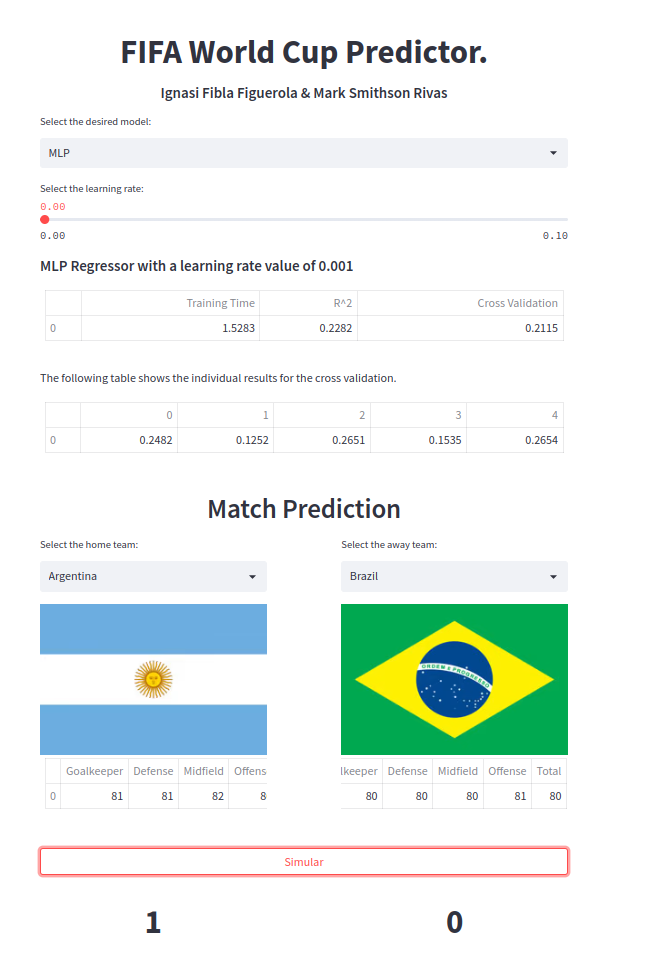 FIFA World Cup Predictor.
Ignasi Fibla Figuerola & Mark Smithson Rivas
Select the desired model:
MLP
Select the learning rate:
0.00
0.00 0.10
MLP Regressor with a learning rate value of 0.001
Training Time R^2 Cross Validation
0 1.5283 0.2282 0.2115
The following table shows the individual results for the cross validation.
0 1 2 3 4
0 0.2482 0.1252 0.2651 0.1535 0.2654
Match Prediction
Select the home team: Select the away team:
Argentina Brazil
ORDEM E PROGRESSO
Goalkeeper Defense Midfield Offens lkeeper Defense Midfield Offense Total
0 81 81 82 8 80 80 80 81 80
Simular
1 0